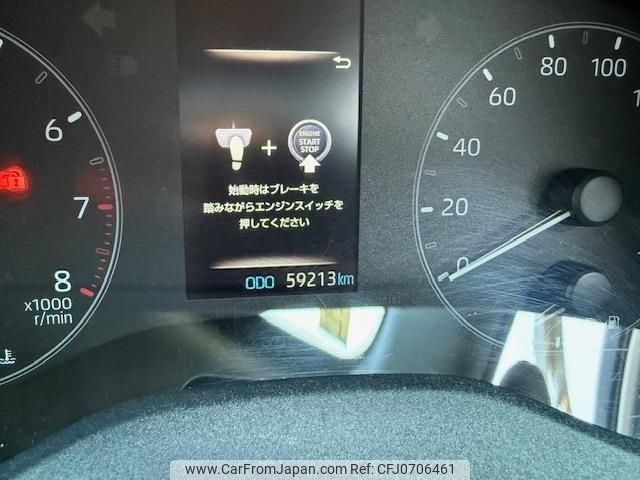 6
7
8
x1000
r/min
ENGINE
START
STOP
+
始動時はブレーキを
踏みながらエンジンスイッチを
押してください
ODO 59213km
0
20
40
60
80
100
www.CarFromJapan.com - CFJ0706461